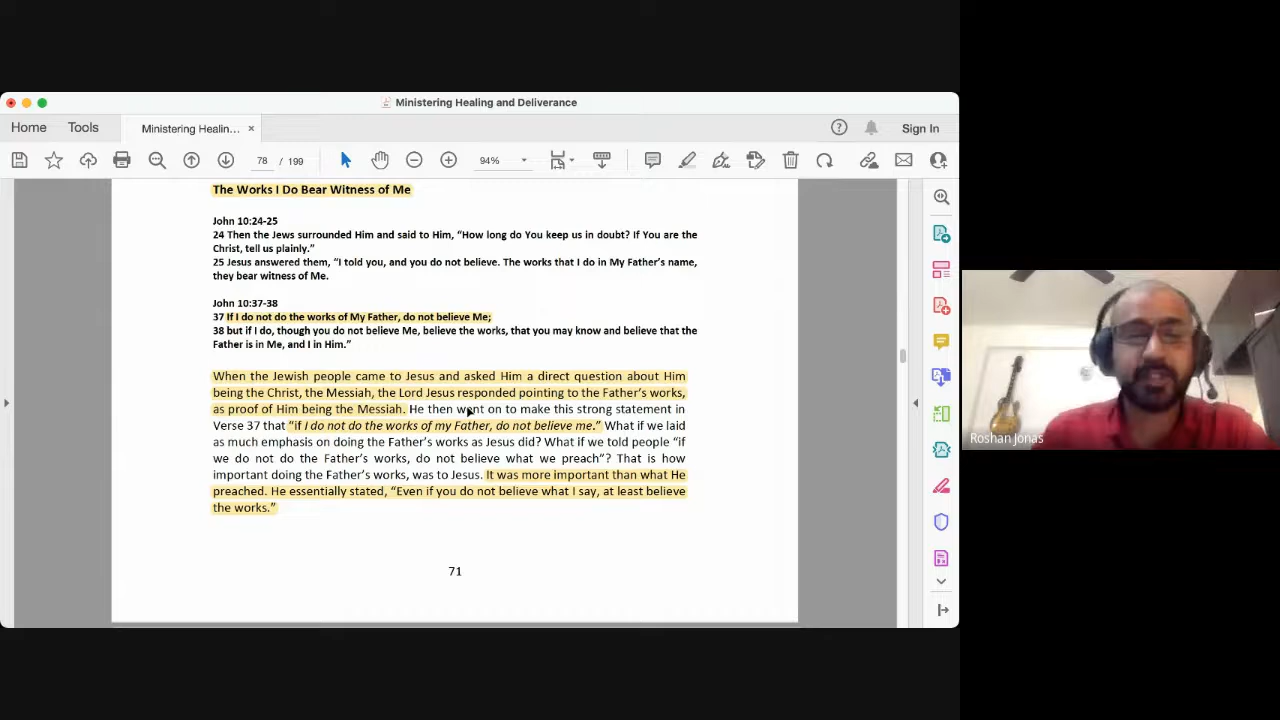 Ministering Healing and Deliverance
Home Tools Ministering Healin... × Sign In
78 / 199 94%
The Works I Do Bear Witness of Me
John 10:24-25
24 Then the Jews surrounded Him and said to Him, “How long do You keep us in doubt? If You are the
Christ, tell us plainly.”
25 Jesus answered them, “I told you, and you do not believe. The works that I do in My Father’s name,
they bear witness of Me.
John 10:37-38
37 If I do not do the works of My Father, do not believe Me;
38 but if I do, though you do not believe Me, believe the works, that you may know and believe that the
Father is in Me, and I in Him.”
When the Jewish people came to Jesus and asked Him a direct question about Him
being the Christ, the Messiah, the Lord Jesus responded pointing to the Father’s works,
as proof of Him being the Messiah. He then went on to make this strong statement in
Verse 37 that “if I do not do the works of my Father, do not believe me.” What if we laid
as much emphasis on doing the Father’s works as Jesus did? What if we told people “if
we do not do the Father’s works, do not believe what we preach”? That is how
important doing the Father’s works, was to Jesus. It was more important than what He
preached. He essentially stated, “Even if you do not believe what I say, at least believe
the works.”
71
Roshan Jonas